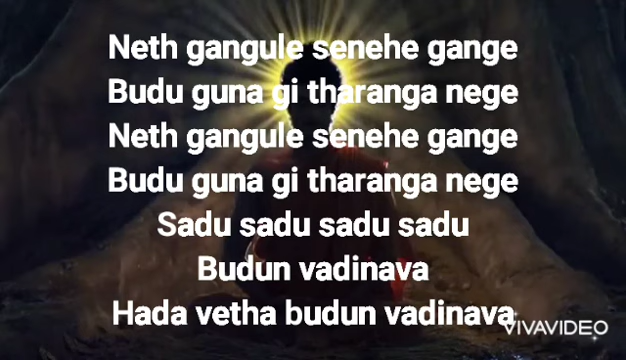 Neth gangule senehe gange
Budu guna gi tharanga nege
Neth gangule senehe gange
Budu guna gi tharanga nege
Sadu sadu sadu sadu
Budun vadinava
Hada vetha budun vadinava
VIVAVIDEO